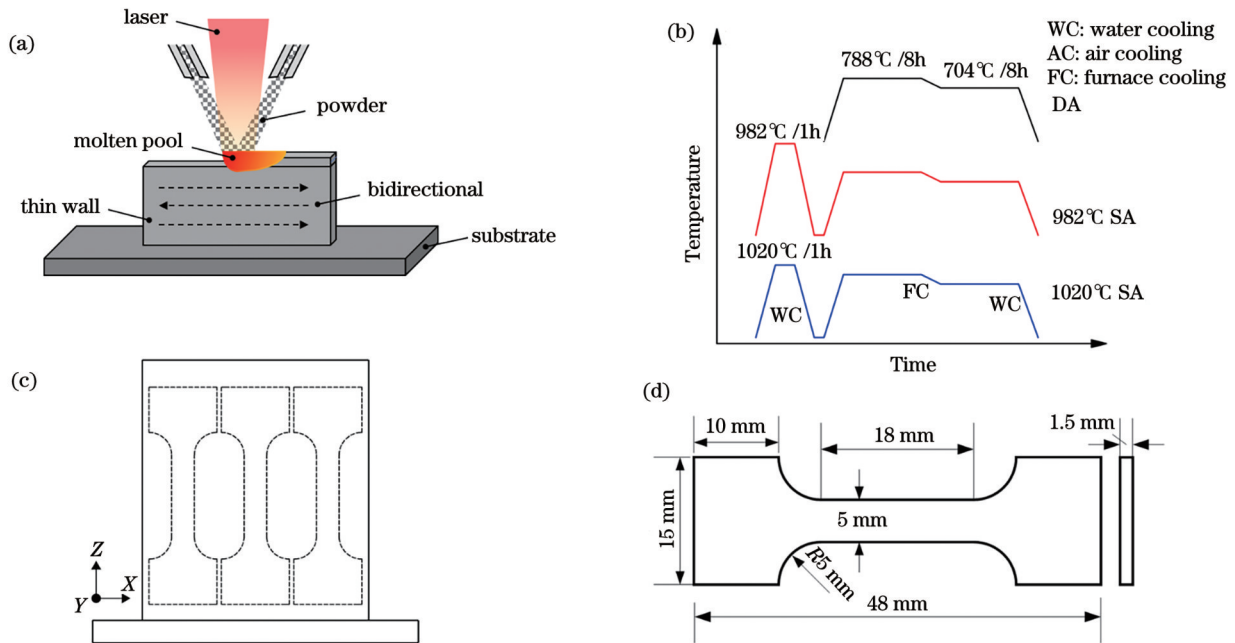 (a)
laser
powder
molten pool
bidirectional
thin wall
substrate
(b)
WC: water cooling
AC: air cooling
FC: furnace cooling
788℃ /8h
704℃ /8h
DA
982℃ /1h
982℃ SA
1020℃ /1h
1020℃ SA
WC
FC
WC
Temperature
Time
(c)
Z
Y
X
(d)
10 mm
18 mm
1.5 mm
15 mm
5 mm
R5 mm
48 mm